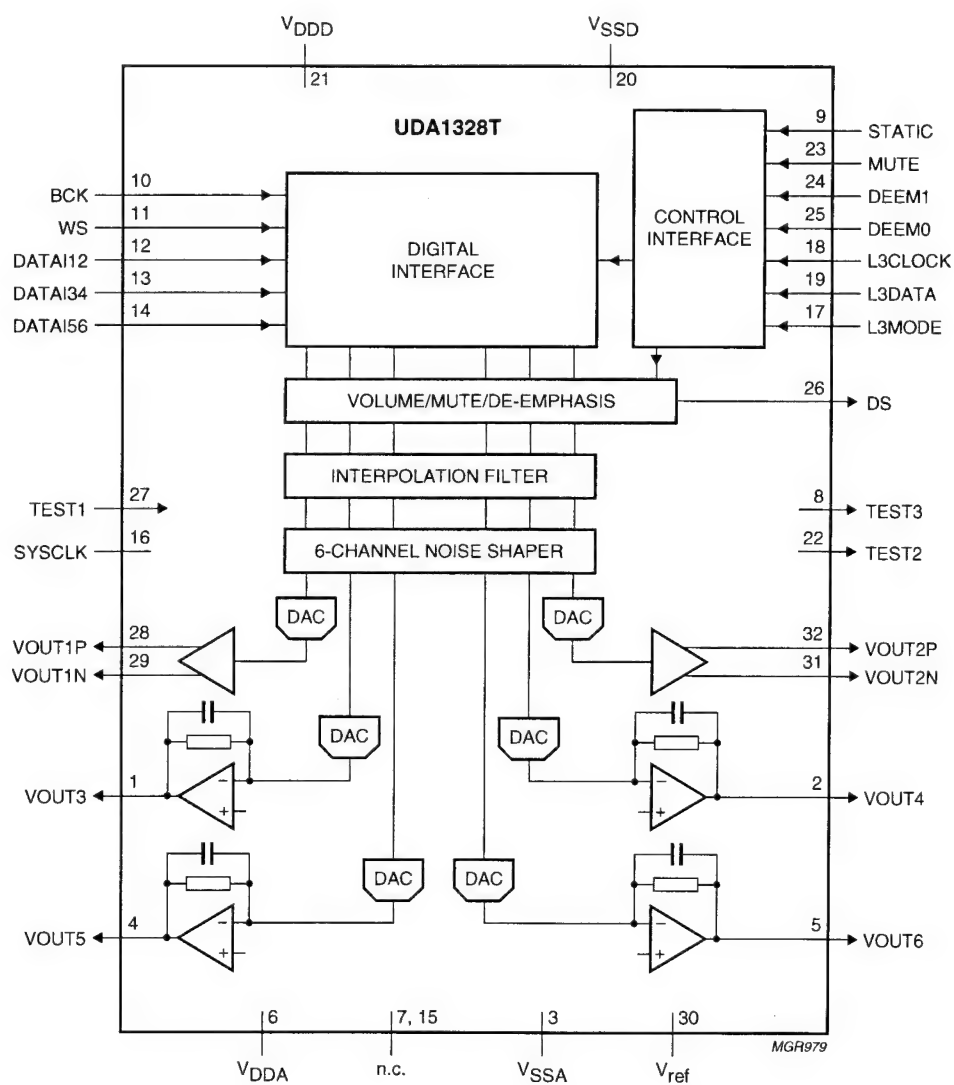 VDDD
VSSD
21
20
UDA1328T
9
STATIC
23
MUTE
24
DEEM1
25
DEEM0
18
L3CLOCK
19
L3DATA
17
L3MODE
CONTROL
INTERFACE
BCK
10
WS
11
DATAI12
12
DATAI34
13
DATAI56
14
DIGITAL
INTERFACE
VOLUME/MUTE/DE-EMPHASIS
26
DS
INTERPOLATION FILTER
TEST1
27
8
TEST3
SYSCLK
16
6-CHANNEL NOISE SHAPER
22
TEST2
DAC
DAC
VOUT1P
28
32
VOUT2P
VOUT1N
29
31
VOUT2N
DAC
DAC
VOUT3
1
−
+
−
+
2
VOUT4
DAC
DAC
VOUT5
4
−
+
−
+
5
VOUT6
6
7, 15
3
30
MGR979
VDDA
n.c.
VSSA
Vref